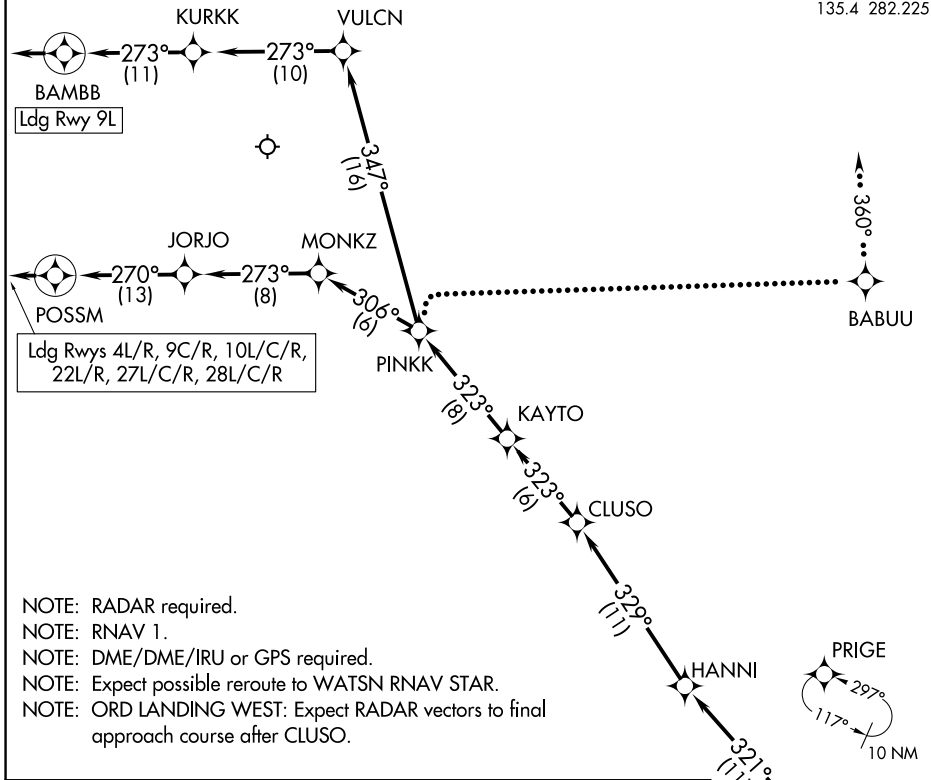 135.4 282.225
KURKK
VULCN
273°
(11)
273°
(10)
BAMBB
Ldg Rwy 9L
347°
(16)
360°
JORJO
MONKZ
270°
(13)
273°
(8)
306°
(6)
POSSM
BABUU
Ldg Rwys 4L/R, 9C/R, 10L/C/R,
22L/R, 27L/C/R, 28L/C/R
PINKK
323°
(8)
KAYTO
323°
(6)
CLUSO
329°
(11)
NOTE: RADAR required.
NOTE: RNAV 1.
NOTE: DME/DME/IRU or GPS required.
NOTE: Expect possible reroute to WATSN RNAV STAR.
NOTE: ORD LANDING WEST: Expect RADAR vectors to final
approach course after CLUSO.
HANNI
PRIGE
297°
117°
10 NM
321°